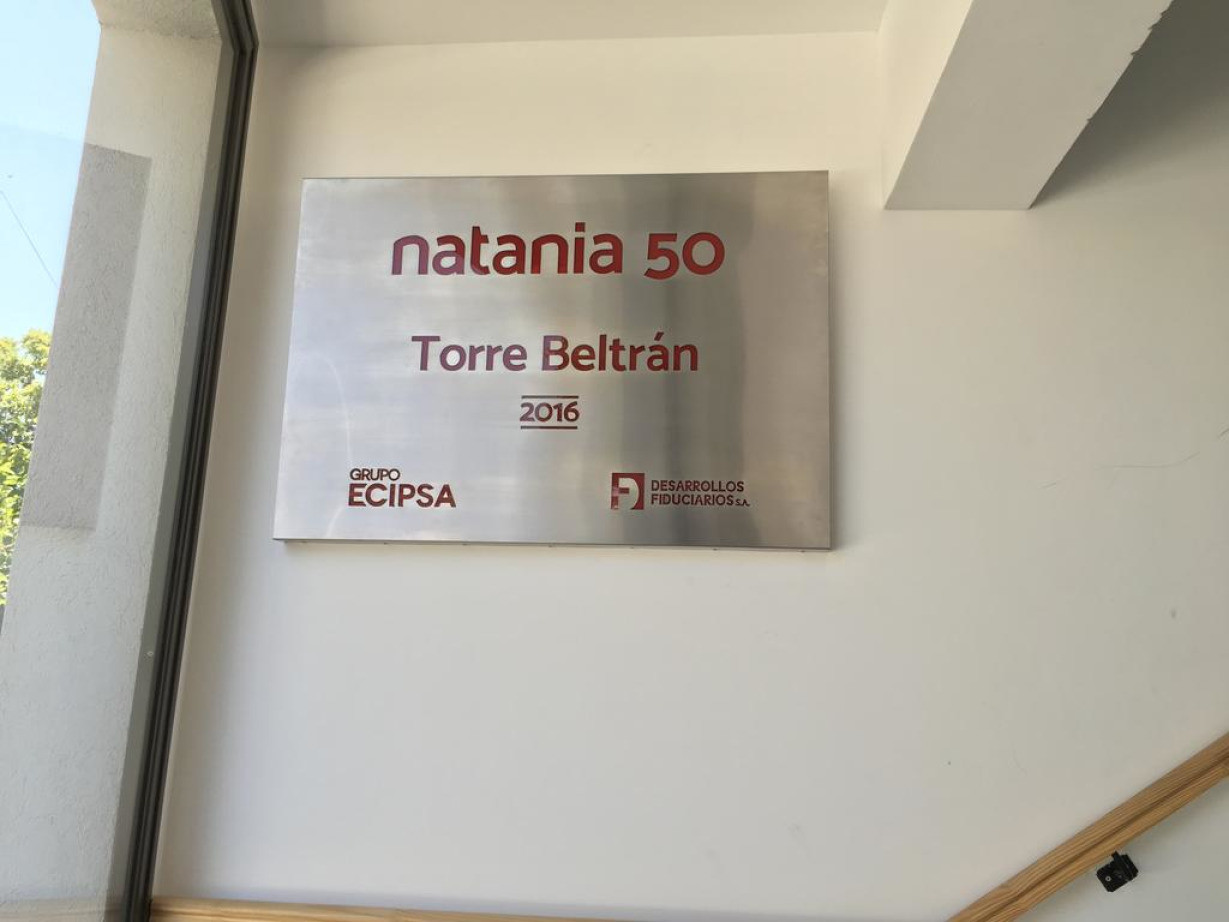 natania 50
Torre Beltrán
2016
GRUPO
ECIPSA
DESARROLLOS
FIDUCIARIOS S.A.